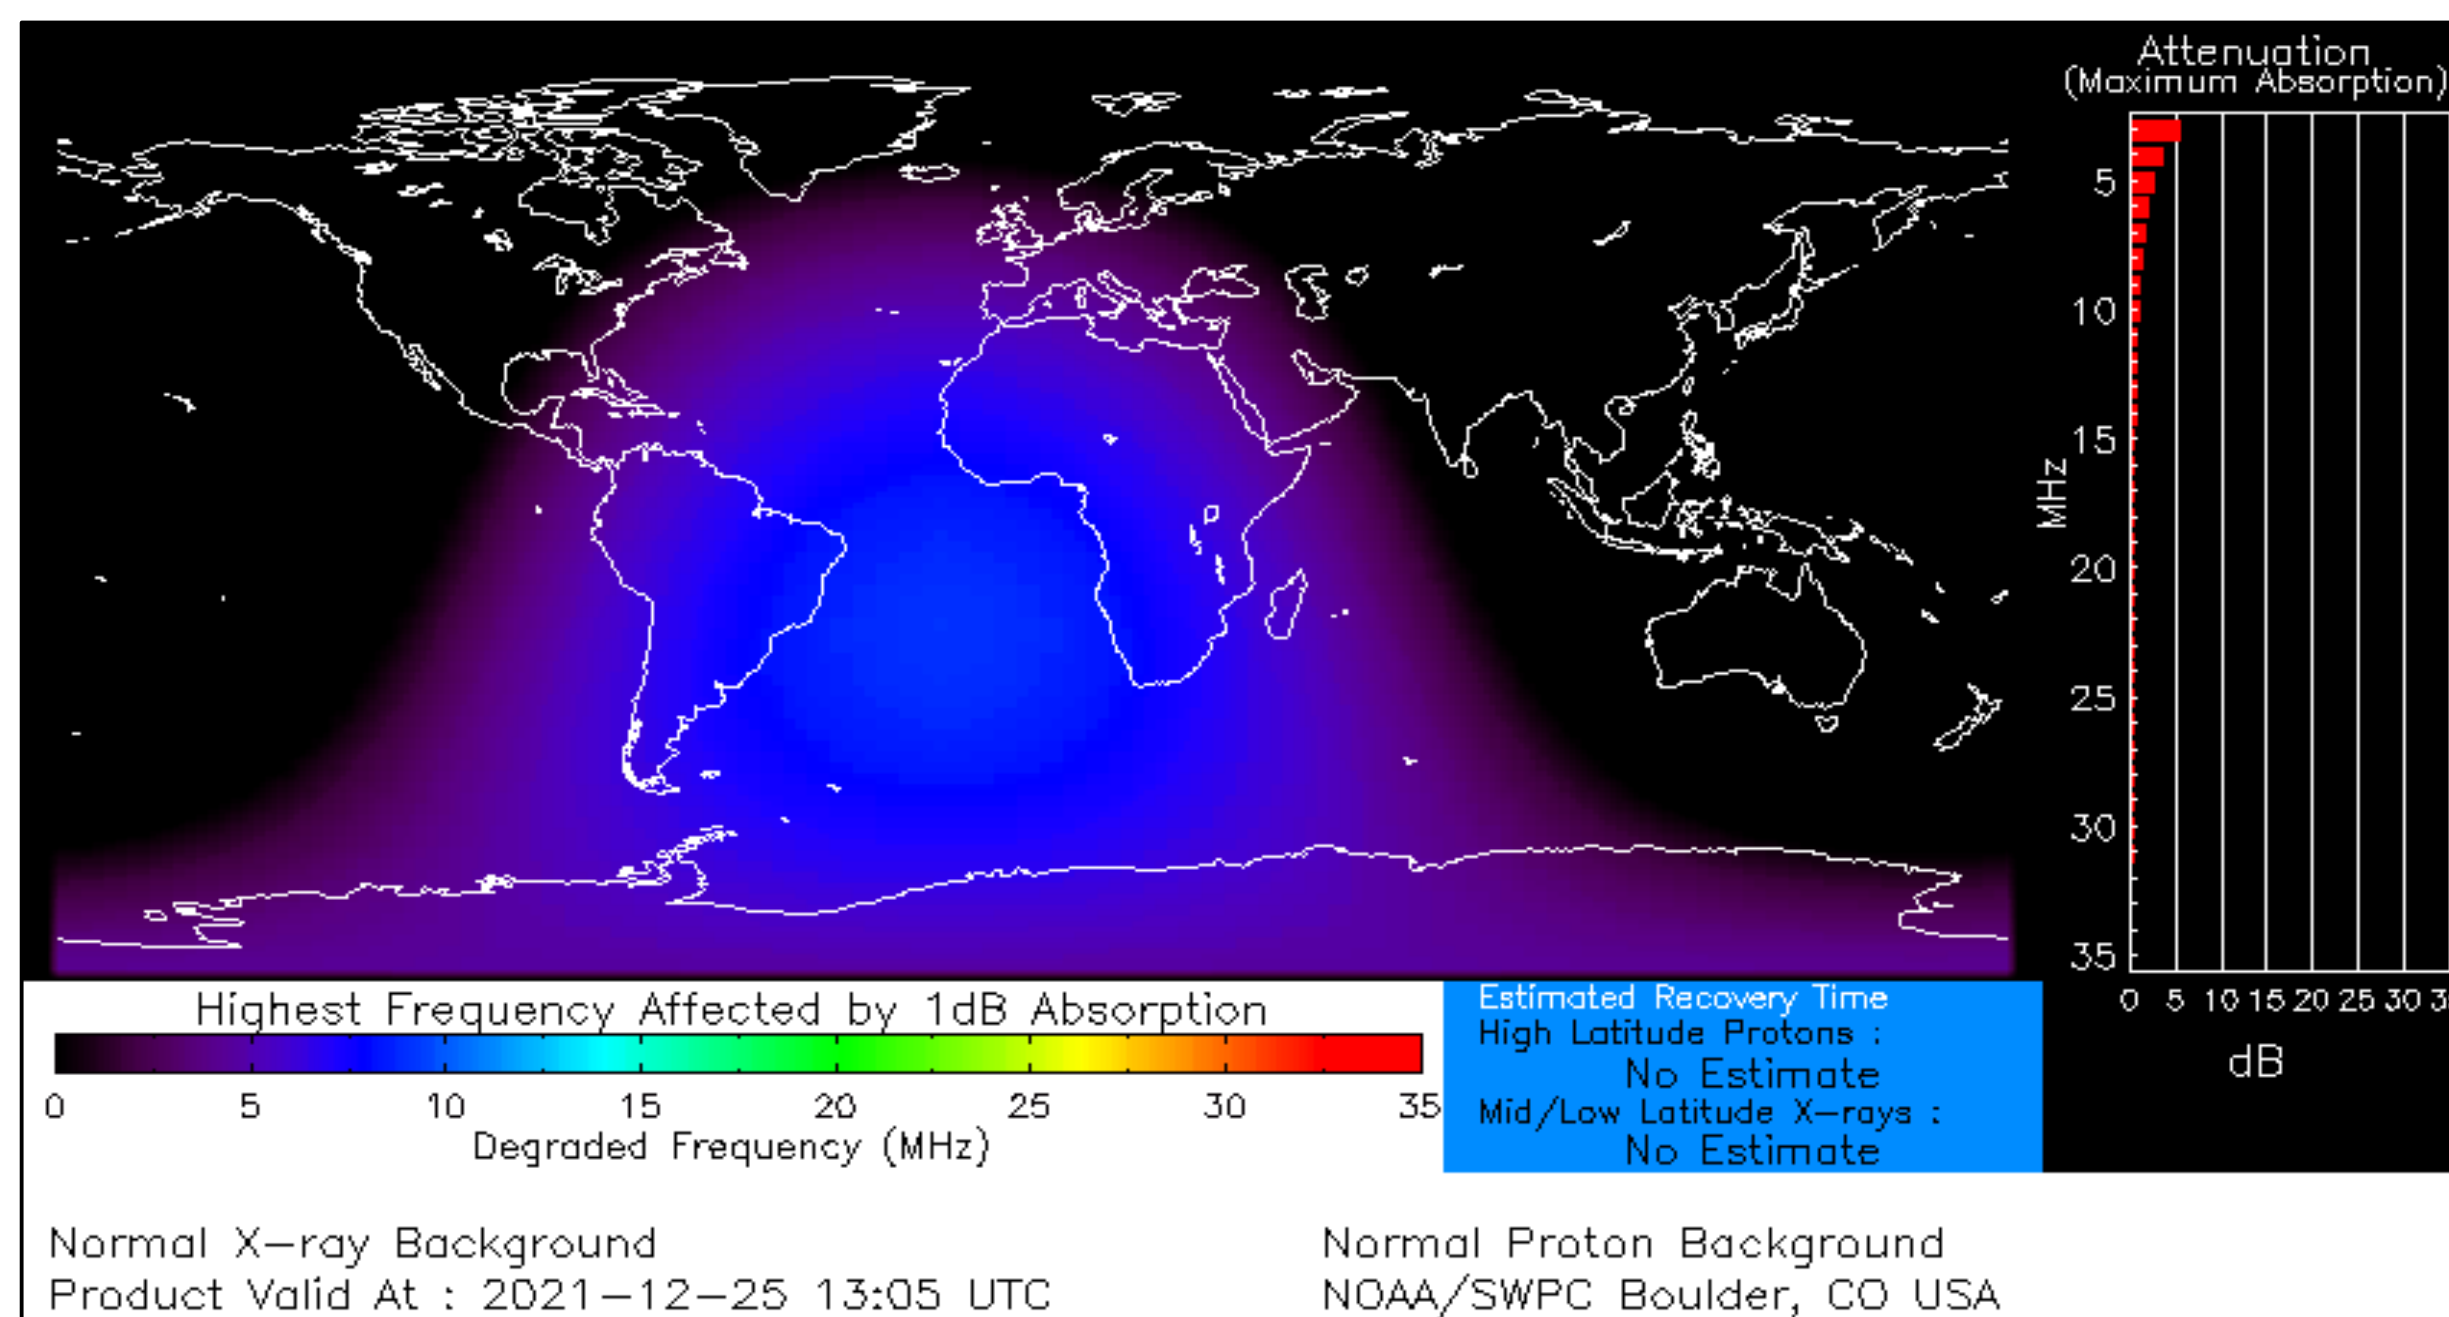 Attenuation
(Maximum Absorption)
5
10
15
20
25
30
35
MHz
0 5 10 15 20 25 30
dB
Highest Frequency Affected by 1dB Absorption
0 5 10 15 20 25 30 35
Degraded Frequency (MHz)
Estimated Recovery Time
High Latitude Protons :
No Estimate
Mid/Low Latitude X-rays :
No Estimate
Normal X-ray Background
Normal Proton Background
Product Valid At : 2021-12-25 13:05 UTC
NOAA/SWPC Boulder, CO USA